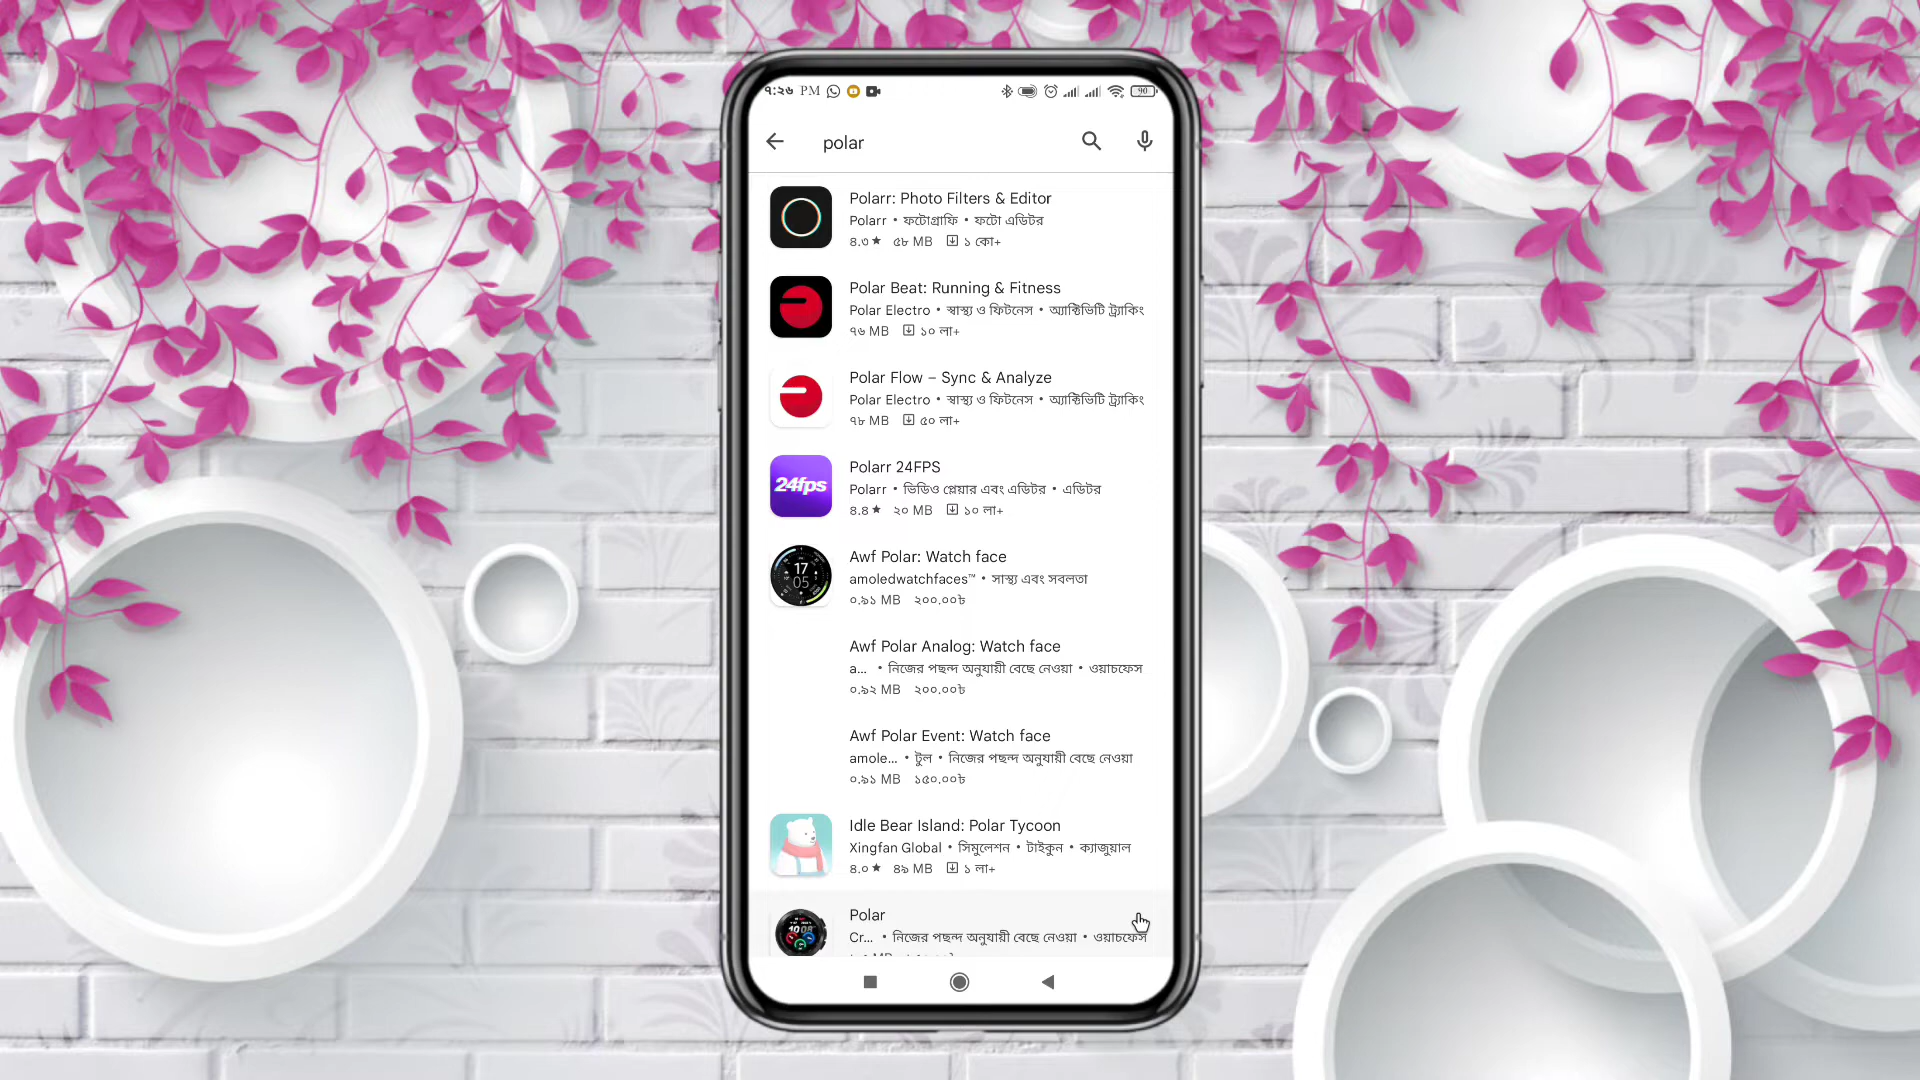 ৭:২৬ PM
90
polar
Polarr: Photo Filters & Editor
Polarr • ফটোগ্রাফি • ফটো এডিটর
৪.৩★ ৫৮ MB ১ কো+
Polar Beat: Running & Fitness
Polar Electro • স্বাস্থ্য ও ফিটনেস • অ্যাক্টিভিটি ট্র্যাকিং
৭৬ MB ১০ লা+
Polar Flow – Sync & Analyze
Polar Electro • স্বাস্থ্য ও ফিটনেস • অ্যাক্টিভিটি ট্র্যাকিং
৭৮ MB ৫০ লা+
24fps
Polarr 24FPS
Polarr • ভিডিও প্লেয়ার এবং এডিটর • এডিটর
৪.৪★ ২০ MB ১০ লা+
17
05
Awf Polar: Watch face
amoledwatchfaces™ • সাস্থ্য এবং সবলতা
০.৯১ MB ২০০.০০৳
Awf Polar Analog: Watch face
a... • নিজের পছন্দ অনুযায়ী বেছে নেওয়া • ওয়াচফেস
০.৯২ MB ২০০.০০৳
Awf Polar Event: Watch face
amole... • টুল • নিজের পছন্দ অনুযায়ী বেছে নেওয়া
০.৯১ MB ১৫০.০০৳
Idle Bear Island: Polar Tycoon
Xingfan Global • সিমুলেশন • টাইকুন • ক্যাজুয়াল
৪.০★ ৪৯ MB ১ লা+
Polar
Cr... • নিজের পছন্দ অনুযায়ী বেছে নেওয়া • ওয়াচফেস